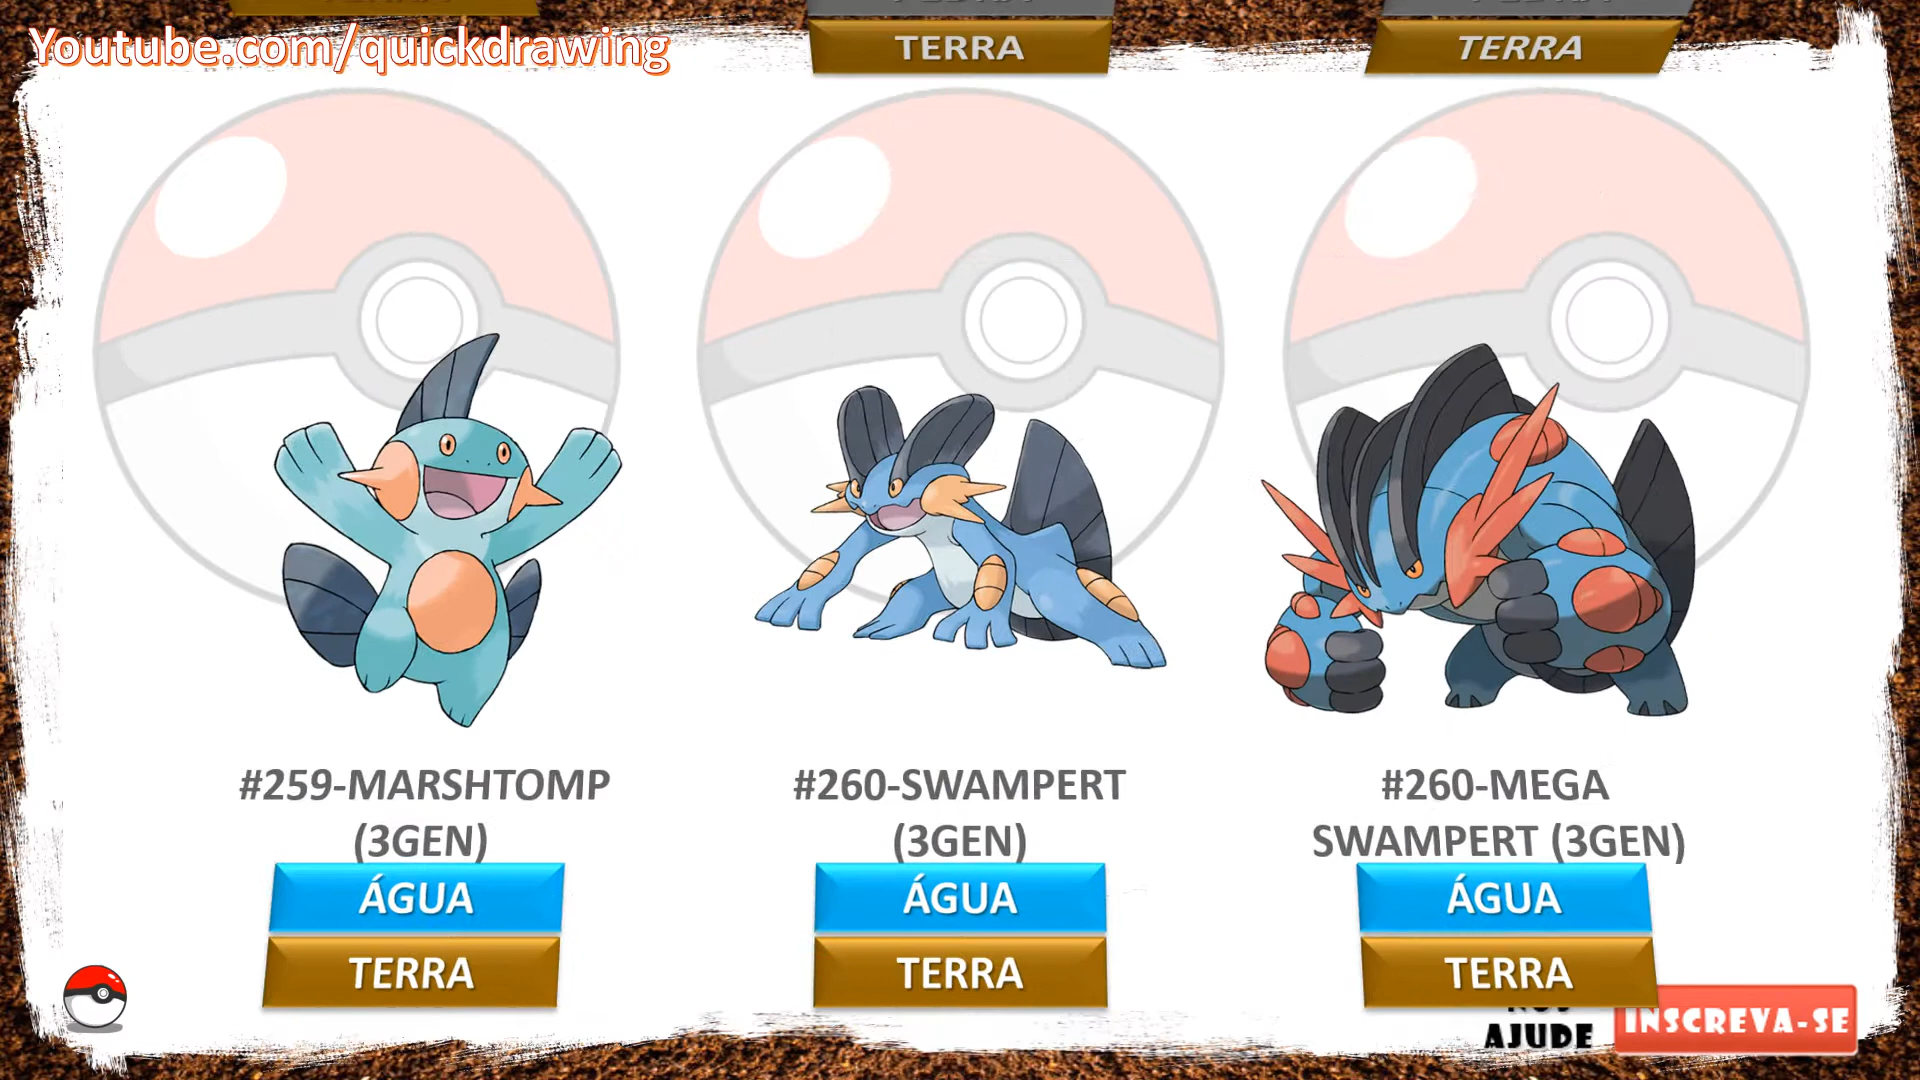 Youtube.com/quickdrawing
TERRA
TERRA
#259-MARSHTOMP
(3GEN)
ÁGUA
TERRA
#260-SWAMPERT
(3GEN)
ÁGUA
TERRA
#260-MEGA
SWAMPERT (3GEN)
ÁGUA
TERRA
AJUDE
INSCREVA-SE